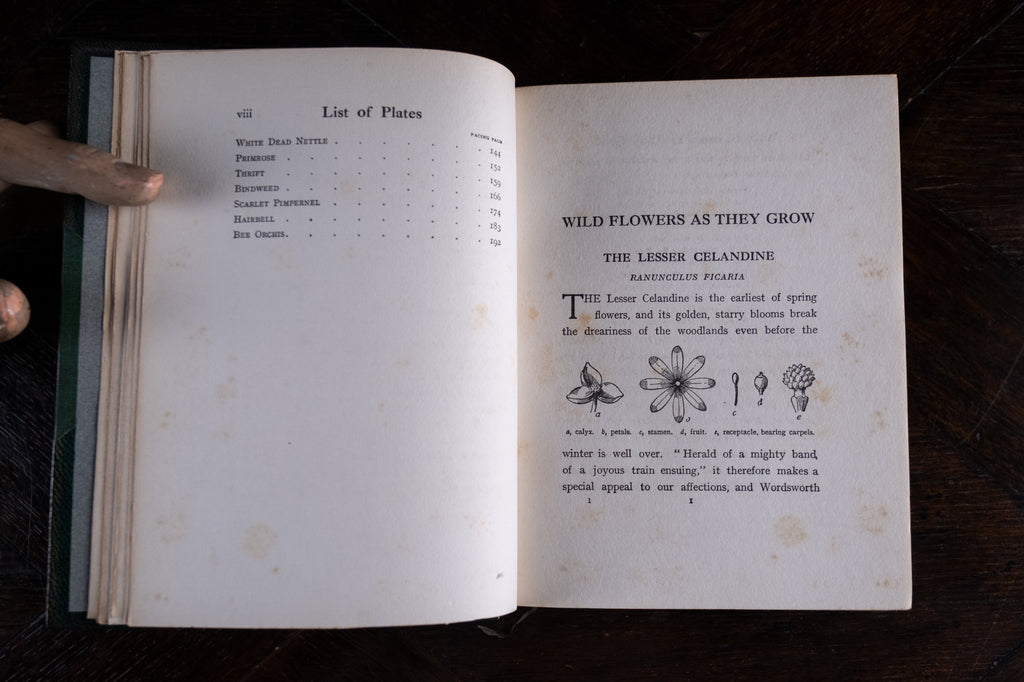 viii List of Plates
FACING PAGE
WHITE DEAD NETTLE . . . . . . 144
PRIMROSE . . . . . . . . 152
THRIFT . . . . . . . . 159
BINDWEED . . . . . . . . 166
SCARLET PIMPERNEL . . . . . . 174
HAIRBELL . . . . . . . . 183
BEE ORCHIS. . . . . . . . 192
WILD FLOWERS AS THEY GROW
THE LESSER CELANDINE
RANUNCULUS FICARIA
THE Lesser Celandine is the earliest of spring
flowers, and its golden, starry blooms break
the dreariness of the woodlands even before the
a b c d e
a, calyx. b, petals. c, stamen. d, fruit. e, receptacle, bearing carpels.
winter is well over. "Herald of a mighty band,
of a joyous train ensuing," it therefore makes a
special appeal to our affections, and Wordsworth
1 1